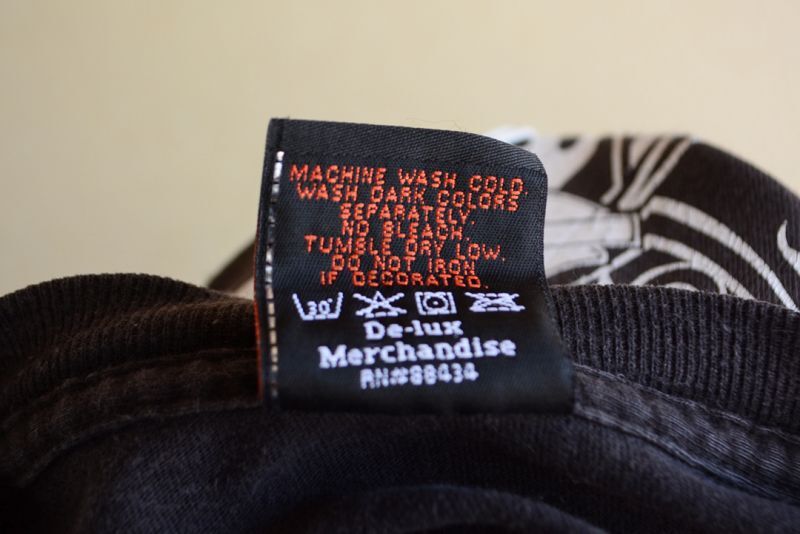 MACHINE WASH COLD.
WASH DARK COLORS
SEPARATELY.
NO BLEACH.
TUMBLE DRY LOW.
DO NOT IRON
IF DECORATED.
30°
De-lux
Merchandise
RN#88434